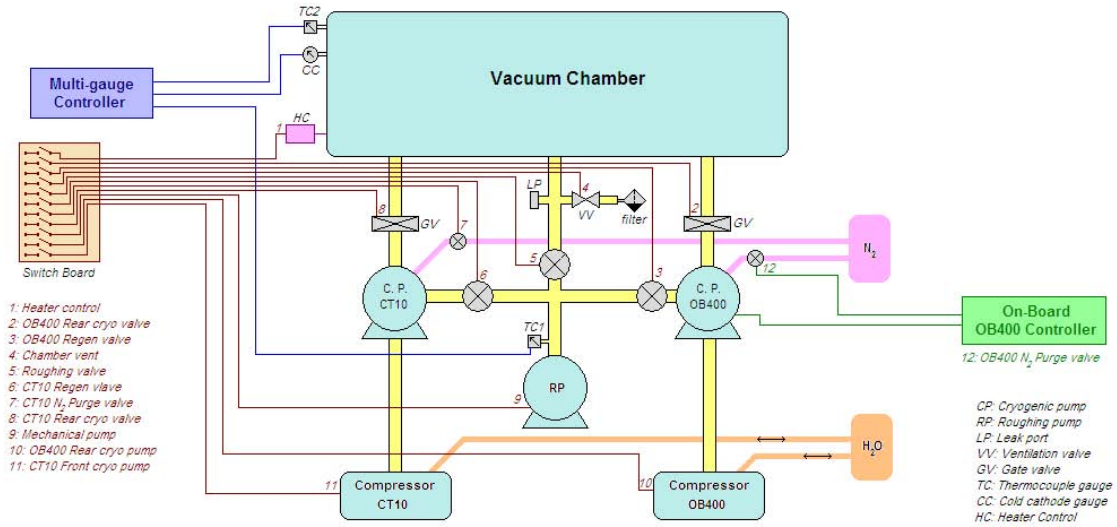 TC2
CC
Multi-gauge
Controller
Vacuum Chamber
1
HC
Switch Board
LP
4
VV
filter
8
GV
7
2
GV
N2
5
6
3
12
C. P.
CT10
C. P.
OB400
On-Board
OB400 Controller
12: OB400 N2 Purge valve
TC1
RP
9
1: Heater control
2: OB400 Rear cryo valve
3: OB400 Regen valve
4: Chamber vent
5: Roughing valve
6: CT10 Regen vlave
7: CT10 N2 Purge valve
8: CT10 Rear cryo valve
9: Mechanical pump
10: OB400 Rear cryo pump
11: CT10 Front cryo pump
H2O
11
Compressor
CT10
10
Compressor
OB400
CP: Cryogenic pump
RP: Roughing pump
LP: Leak port
VV: Ventilation valve
GV: Gate valve
TC: Thermocouple gauge
CC: Cold cathode gauge
HC: Heater Control